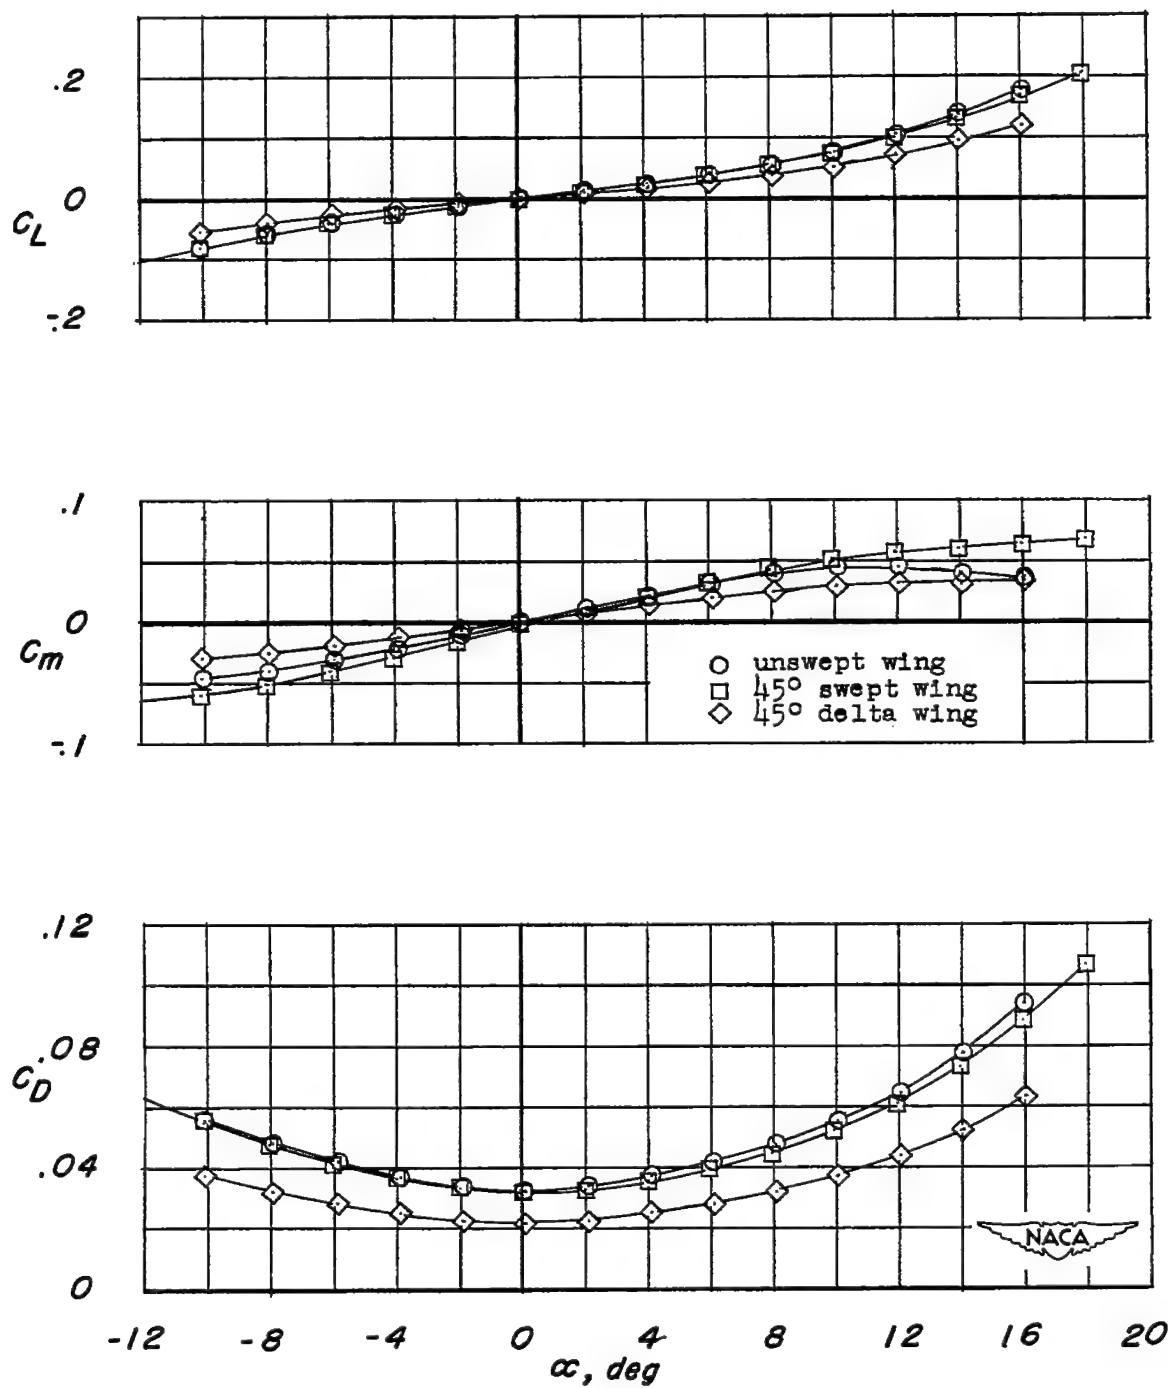 .2
0
C_L
-.2
.1
0
C_m
unswept wing
45° swept wing
45° delta wing
-.1
.12
.08
C_D
.04
NACA
0
-12 -8 -4 0 4 8 12 16 20
α, deg